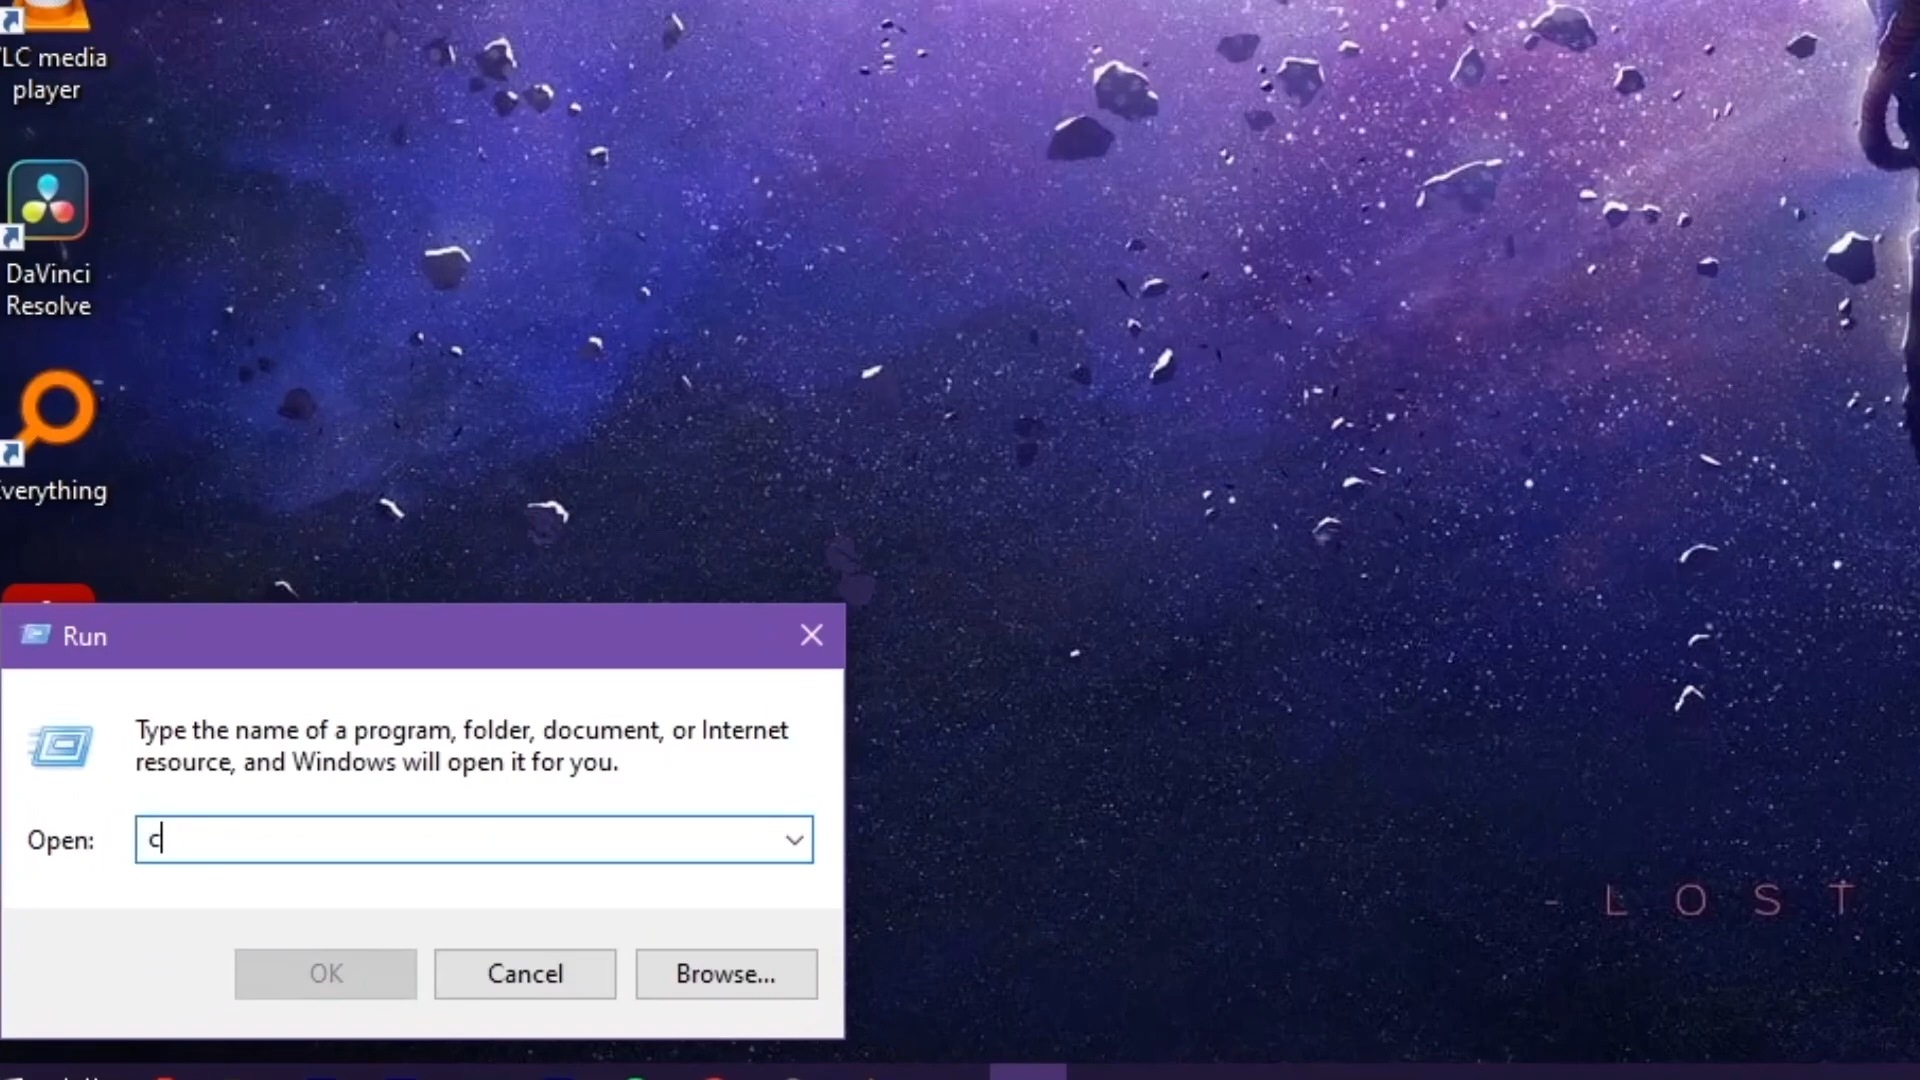 LC media
player
DaVinci
Resolve
verything
Run
Type the name of a program, folder, document, or Internet
resource, and Windows will open it for you.
Open: c
OK Cancel Browse...
- L O S T